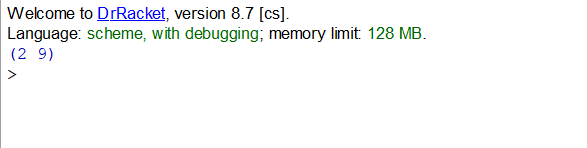 Welcome to DrRacket, version 8.7 [cs].
Language: scheme, with debugging; memory limit: 128 MB.
(2 9)
>